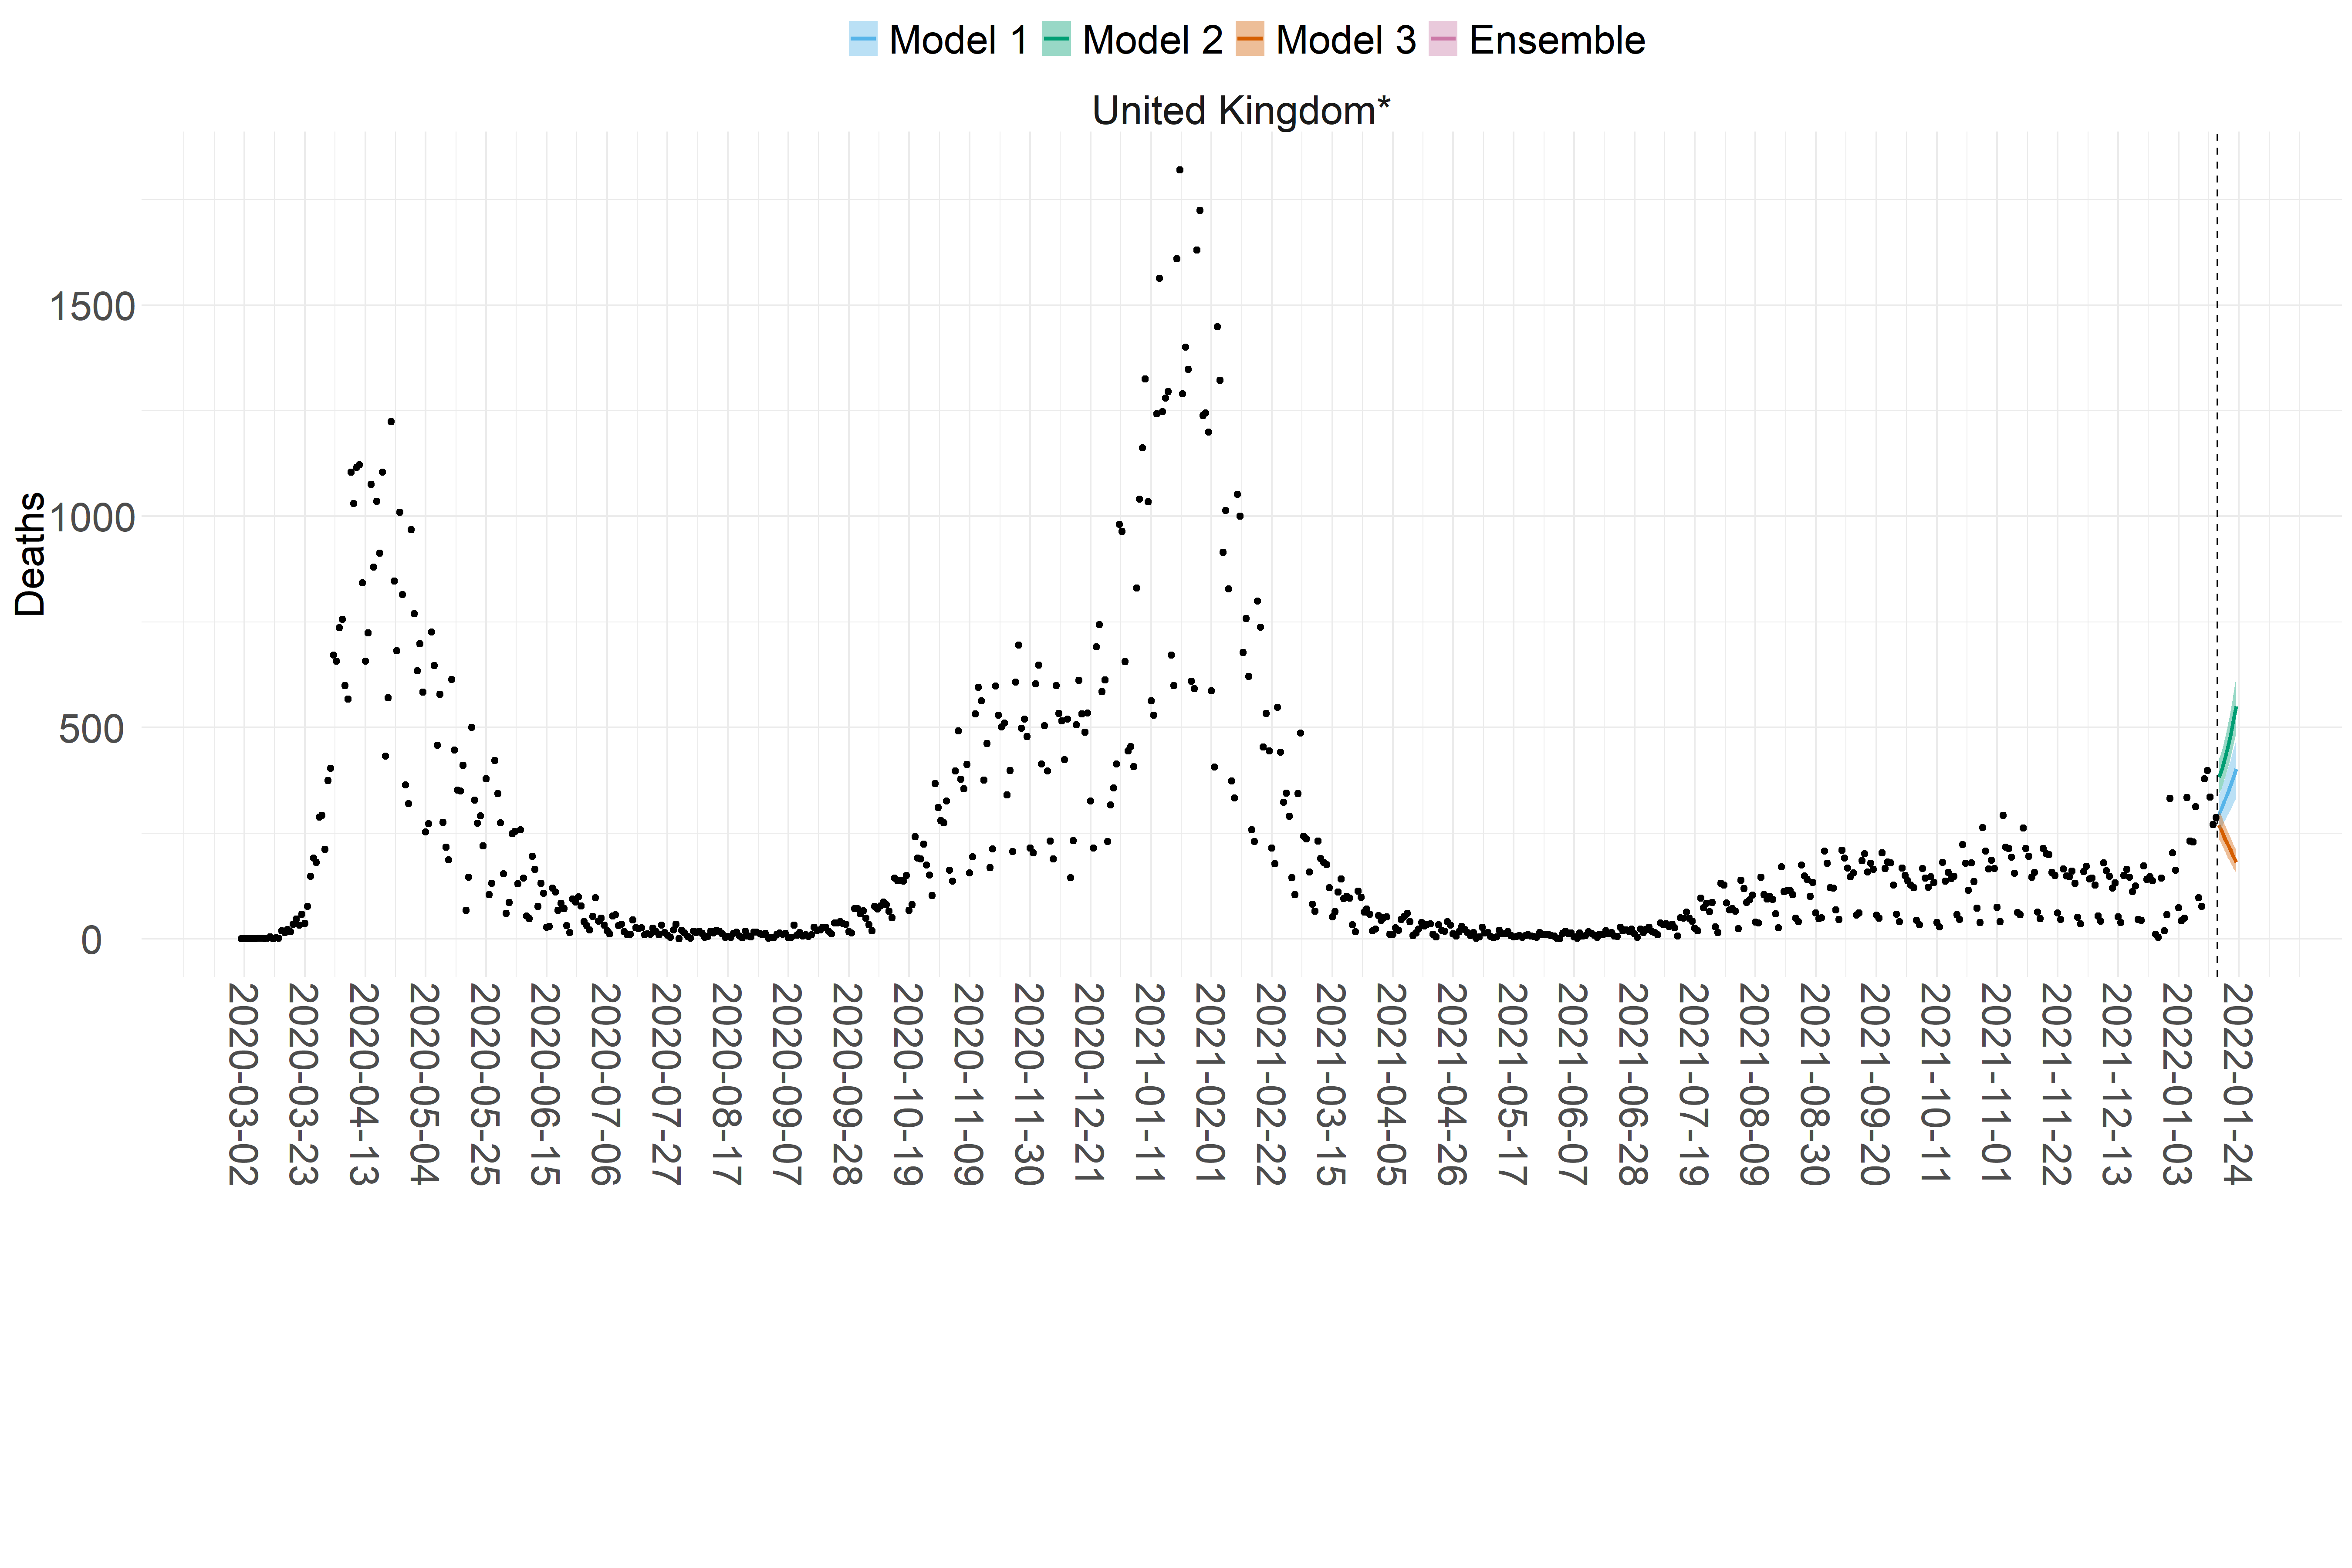 Model 1 Model 2 Model 3 Ensemble
United Kingdom*
Deaths
1500
1000
500
0
2020-03-02 2020-03-23 2020-04-13 2020-05-04 2020-05-25 2020-06-15 2020-07-06 2020-07-27 2020-08-17 2020-09-07 2020-09-28 2020-10-19 2020-11-09 2020-11-30 2020-12-21 2021-01-11 2021-02-01 2021-02-22 2021-03-15 2021-04-05 2021-04-26 2021-05-17 2021-06-07 2021-06-28 2021-07-19 2021-08-09 2021-08-30 2021-09-20 2021-10-11 2021-11-01 2021-11-22 2021-12-13 2022-01-03 2022-01-24